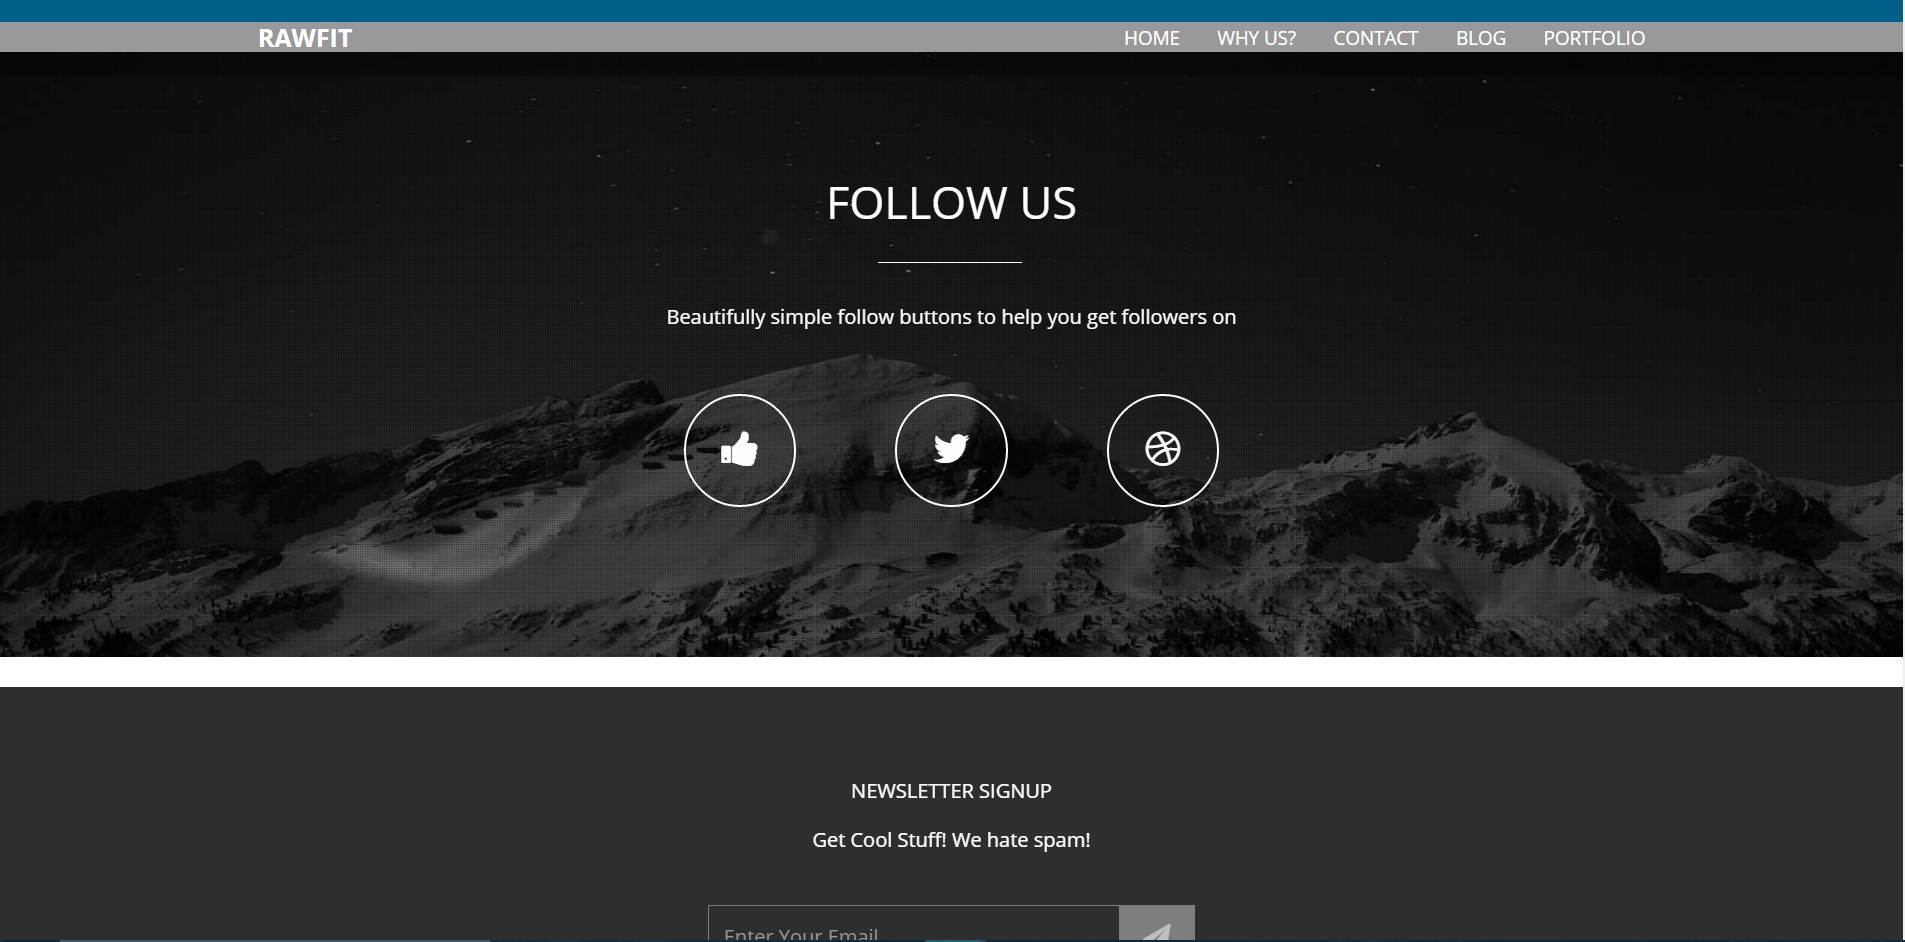 RAWFIT
HOME WHY US? CONTACT BLOG PORTFOLIO
FOLLOW US
Beautifully simple follow buttons to help you get followers on
NEWSLETTER SIGNUP
Get Cool Stuff! We hate spam!
Enter Your Email